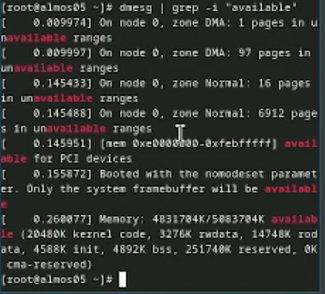 [root@almos05 ~]# dmesg | grep -i "available"
[    0.009974] On node 0, zone DMA: 1 pages in u
navailable ranges
[    0.009997] On node 0, zone DMA: 97 pages in
unavailable ranges
[    0.145433] On node 0, zone Normal: 16 pages
in unavailable ranges
[    0.145488] On node 0, zone Normal: 6912 page
s in unavailable ranges
[    0.145951] [mem 0xe0000000-0xfebfffff] avail
able for PCI devices
[    0.155872] Booted with the nomodeset paramet
er. Only the system framebuffer will be availabl
e
[    0.260077] Memory: 4831704K/5083704K availab
le (20480K kernel code, 3276K rwdata, 14748K rod
ata, 4588K init, 4892K bss, 251740K reserved, 0K
cma-reserved)
[root@almos05 ~]#